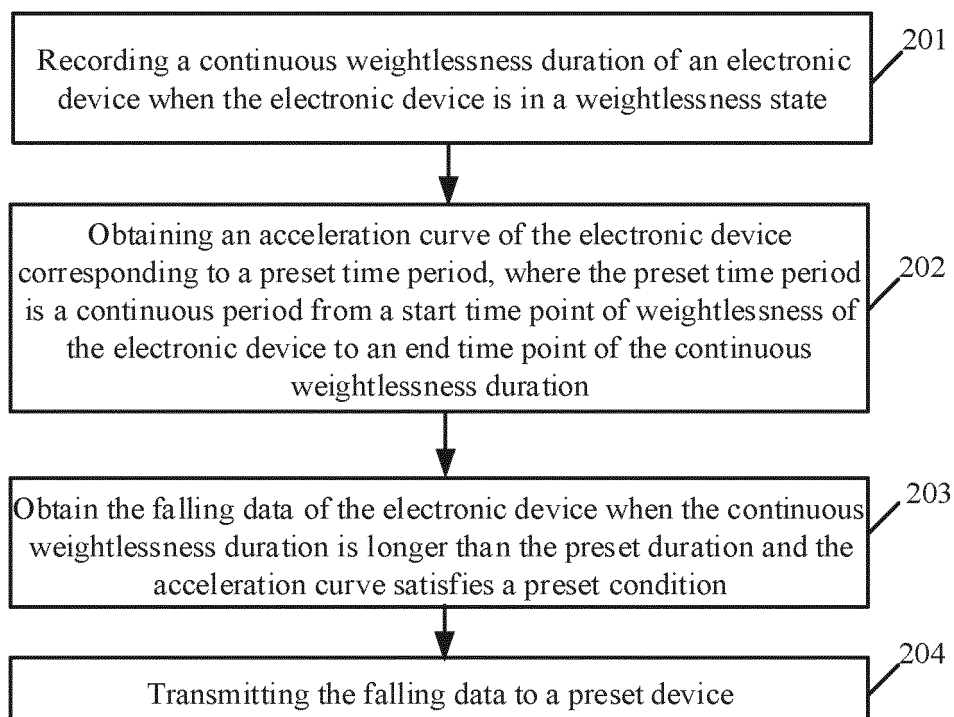 Recording a continuous weightlessness duration of an electronic
device when the electronic device is in a weightlessness state
201
Obtaining an acceleration curve of the electronic device
corresponding to a preset time period, where the preset time period
is a continuous period from a start time point of weightlessness of
the electronic device to an end time point of the continuous
weightlessness duration
202
Obtain the falling data of the electronic device when the continuous
weightlessness duration is longer than the preset duration and the
acceleration curve satisfies a preset condition
203
Transmitting the falling data to a preset device
204